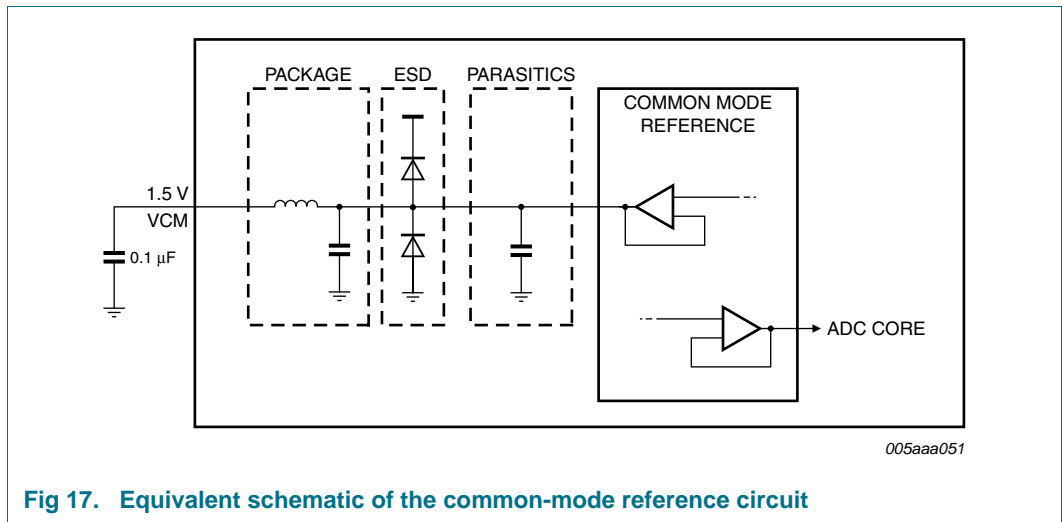 PACKAGE ESD PARASITICS
COMMON MODE
REFERENCE
1.5 V
VCM
0.1 μF
ADC CORE
005aaa051
Fig 17. Equivalent schematic of the common-mode reference circuit